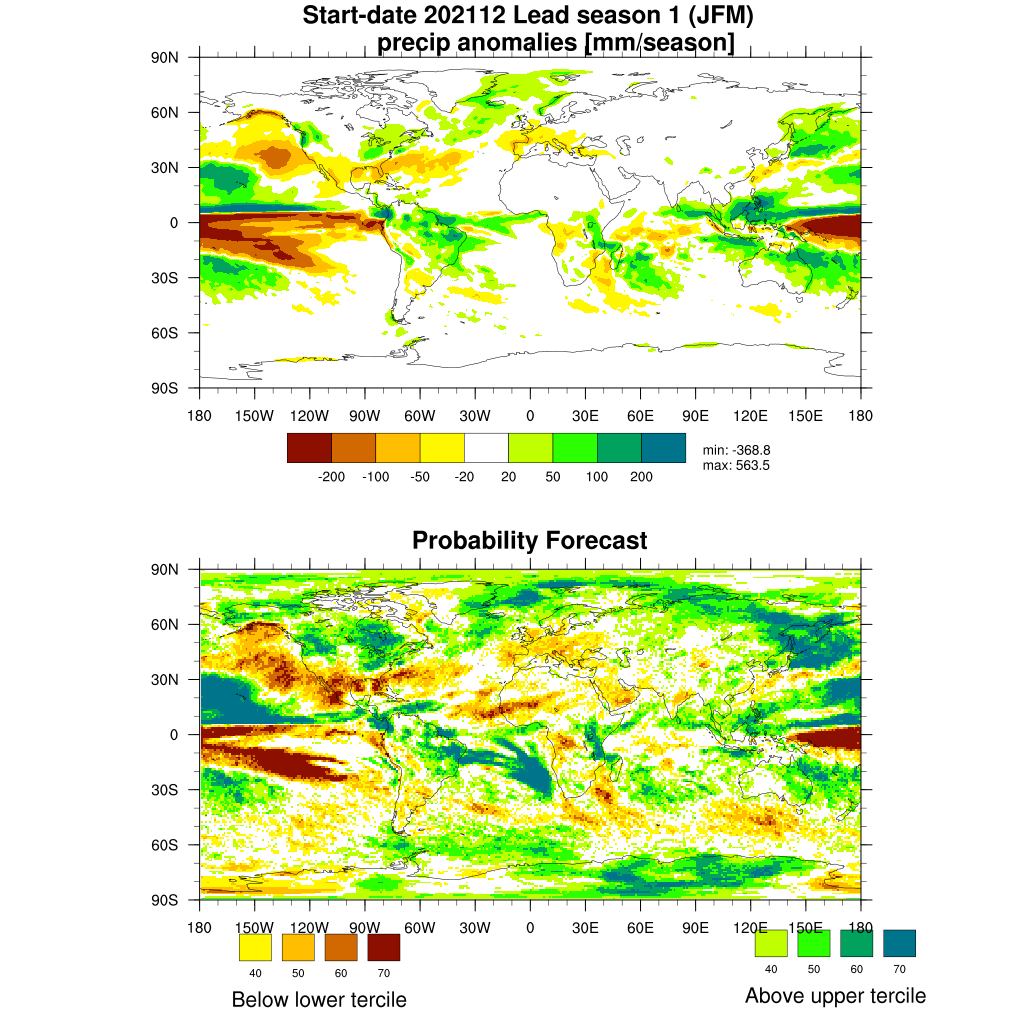 Start-date 202112 Lead season 1 (JFM)
precip anomalies [mm/season]
90N
60N
30N
0
30S
60S
90S
180 150W 120W 90W 60W 30W 0 30E 60E 90E 120E 150E 180
-200 -100 -50 -20 20 50 100 200
min: -368.8
max: 563.5
Probability Forecast
90N
60N
30N
0
30S
60S
90S
180 150W 120W 90W 60W 30W 0 30E 60E 90E 120E 150E 180
40 50 60 70
40 50 60 70
Below lower tercile
Above upper tercile